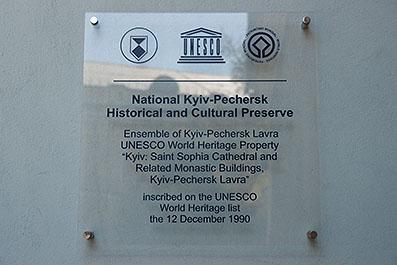 UNESCO
National Kyiv-Pechersk
Historical and Cultural Preserve
Ensemble of Kyiv-Pechersk Lavra
UNESCO World Heritage Property
"Kyiv: Saint Sophia Cathedral and
Related Monastic Buildings,
Kyiv-Pechersk Lavra"
inscribed on the UNESCO
World Heritage list
the 12 December 1990